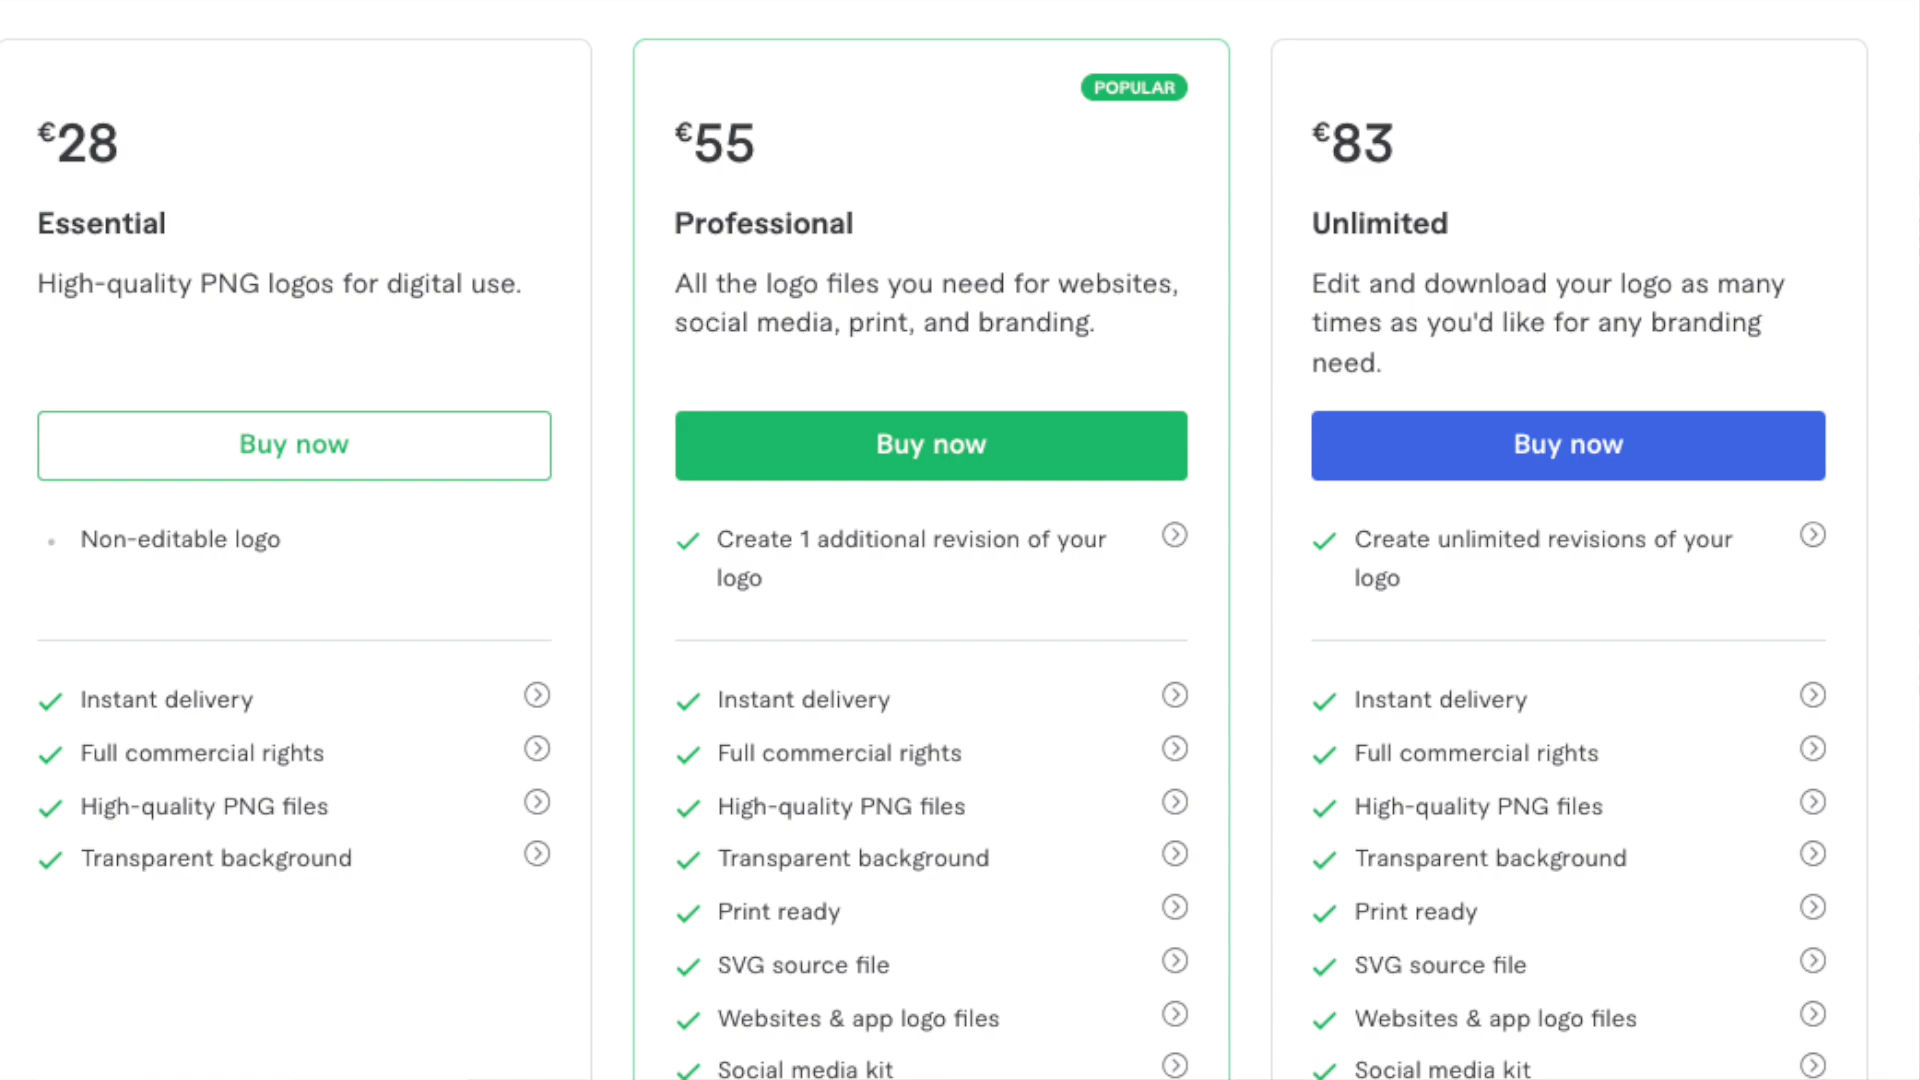 €28
Essential
High-quality PNG logos for digital use.
Buy now
Non-editable logo
Instant delivery
Full commercial rights
High-quality PNG files
Transparent background
POPULAR
€55
Professional
All the logo files you need for websites,
social media, print, and branding.
Buy now
Create 1 additional revision of your
logo
Instant delivery
Full commercial rights
High-quality PNG files
Transparent background
Print ready
SVG source file
Websites & app logo files
Social media kit
€83
Unlimited
Edit and download your logo as many
times as you'd like for any branding
need.
Buy now
Create unlimited revisions of your
logo
Instant delivery
Full commercial rights
High-quality PNG files
Transparent background
Print ready
SVG source file
Websites & app logo files
Social media kit